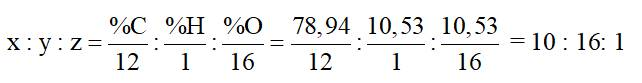 x : y : z = %C/12 : %H/1 : %O/16 = 78,94/12 : 10,53/1 : 10,53/16 = 10 : 16: 1